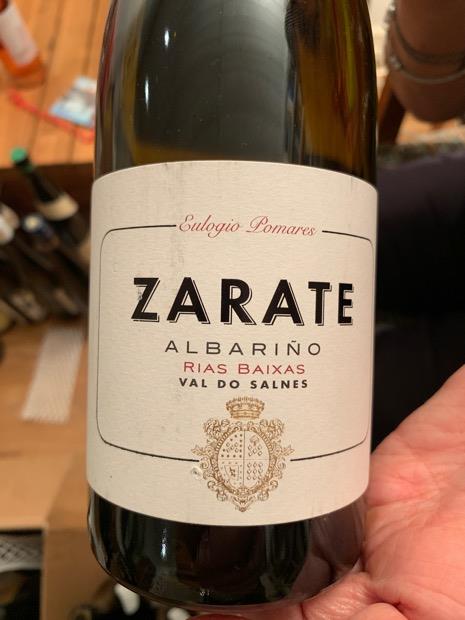 Eulogio Pomares
ZARATE
ALBARIÑO
RIAS BAIXAS
VAL DO SALNES